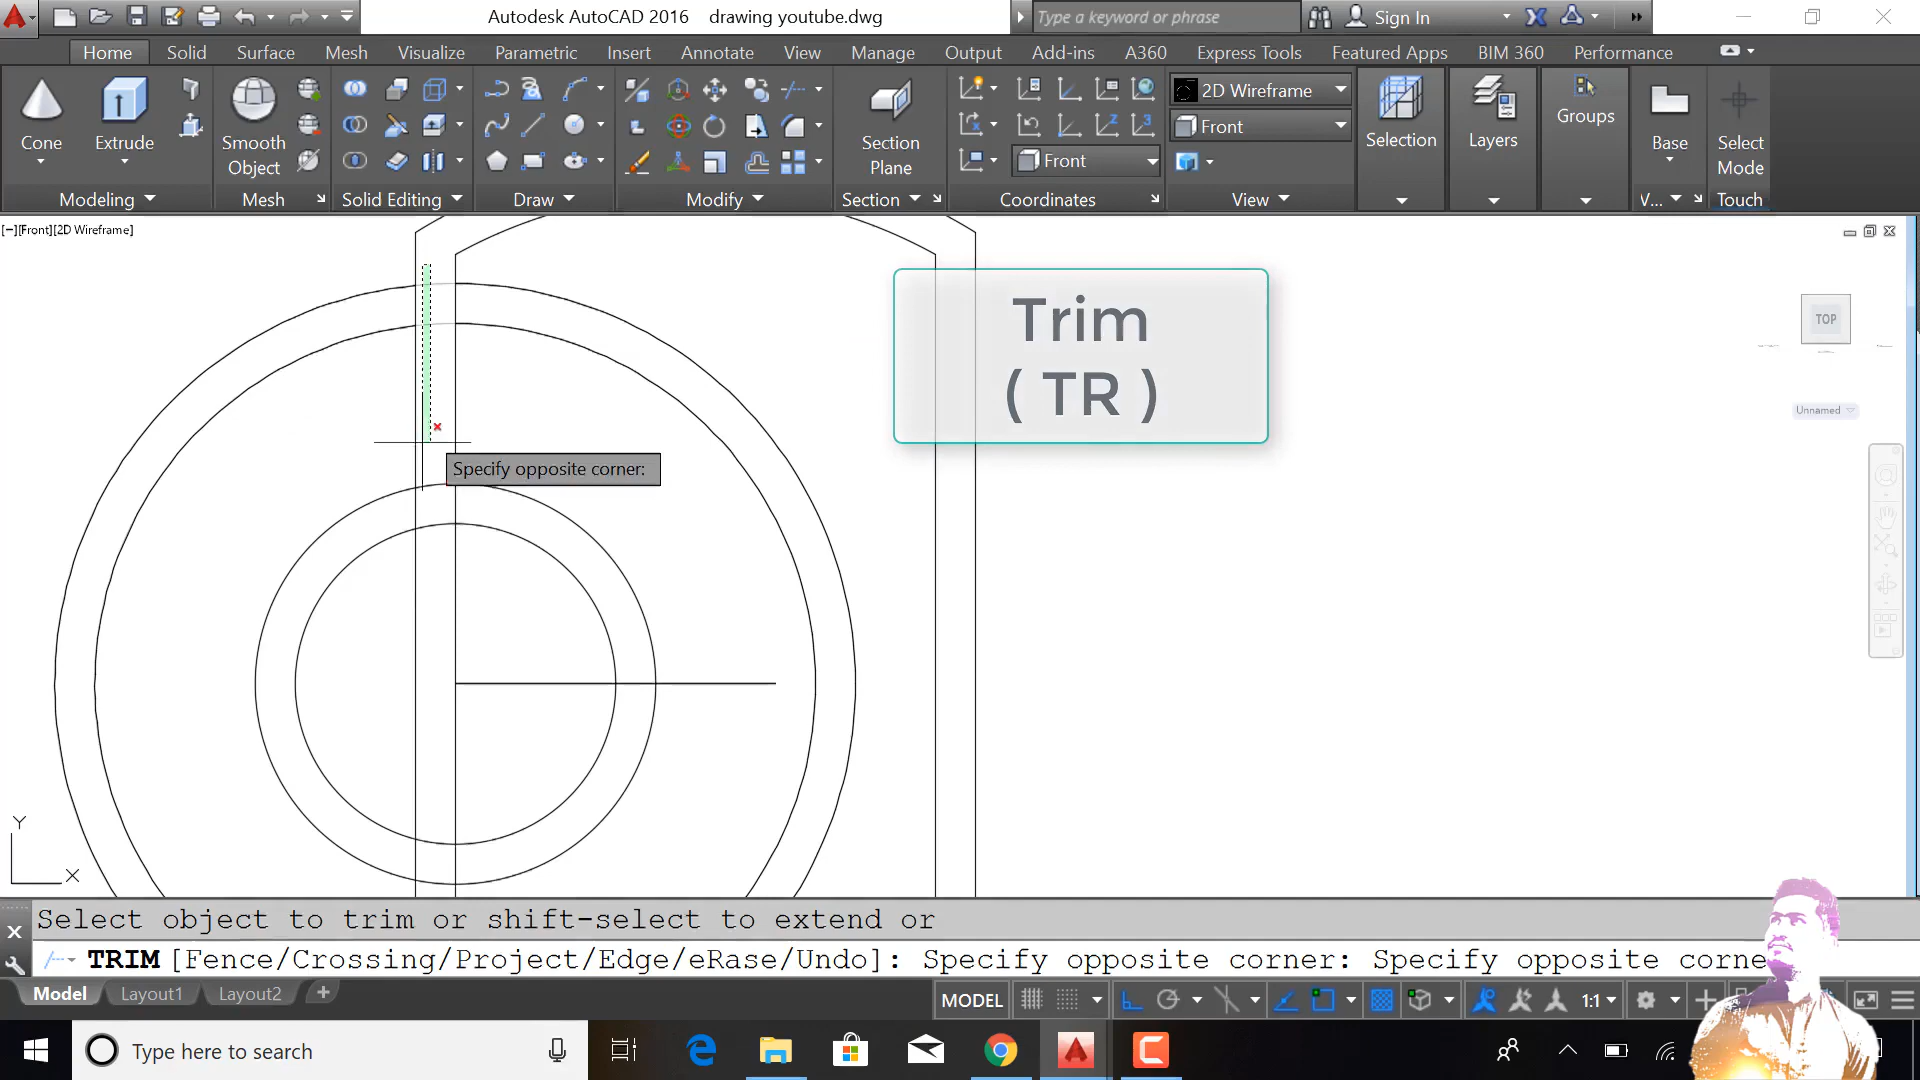 Autodesk AutoCAD 2016 drawing youtube.dwg
Type a keyword or phrase
Sign In
Home Solid Surface Mesh Visualize Parametric Insert Annotate View Manage Output Add-ins A360 Express Tools Featured Apps BIM 360 Performance
Cone
Extrude
Smooth
Object
Section
Plane
2D Wireframe
Front
Front
Selection
Layers
Groups
Base
Select
Mode
Modeling
Mesh
Solid Editing
Draw
Modify
Section
Coordinates
View
V...
Touch
[−][Front][2D Wireframe]
Trim
( TR )
TOP
Unnamed
Specify opposite corner:
Y
X
Select object to trim or shift-select to extend or
TRIM [Fence/Crossing/Project/Edge/eRase/Undo]: Specify opposite corner: Specify opposite corne
Model Layout1 Layout2
MODEL
1:1
Type here to search